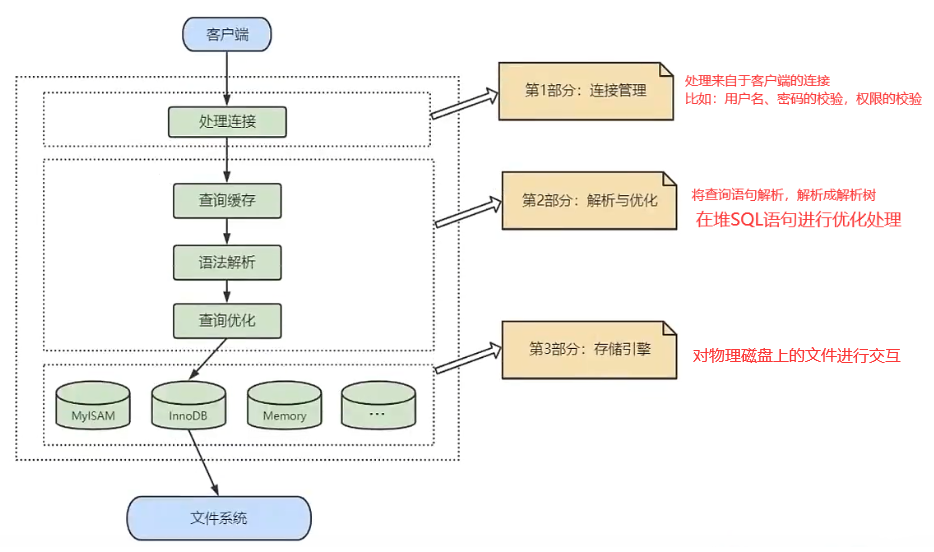 客户端
处理连接
第1部分：连接管理
处理来自于客户端的连接
比如：用户名、密码的校验，权限的校验
查询缓存
语法解析
查询优化
第2部分：解析与优化
将查询语句解析，解析成解析树
在堆SQL语句进行优化处理
第3部分：存储引擎
对物理磁盘上的文件进行交互
MyISAM
InnoDB
Memory
...
文件系统